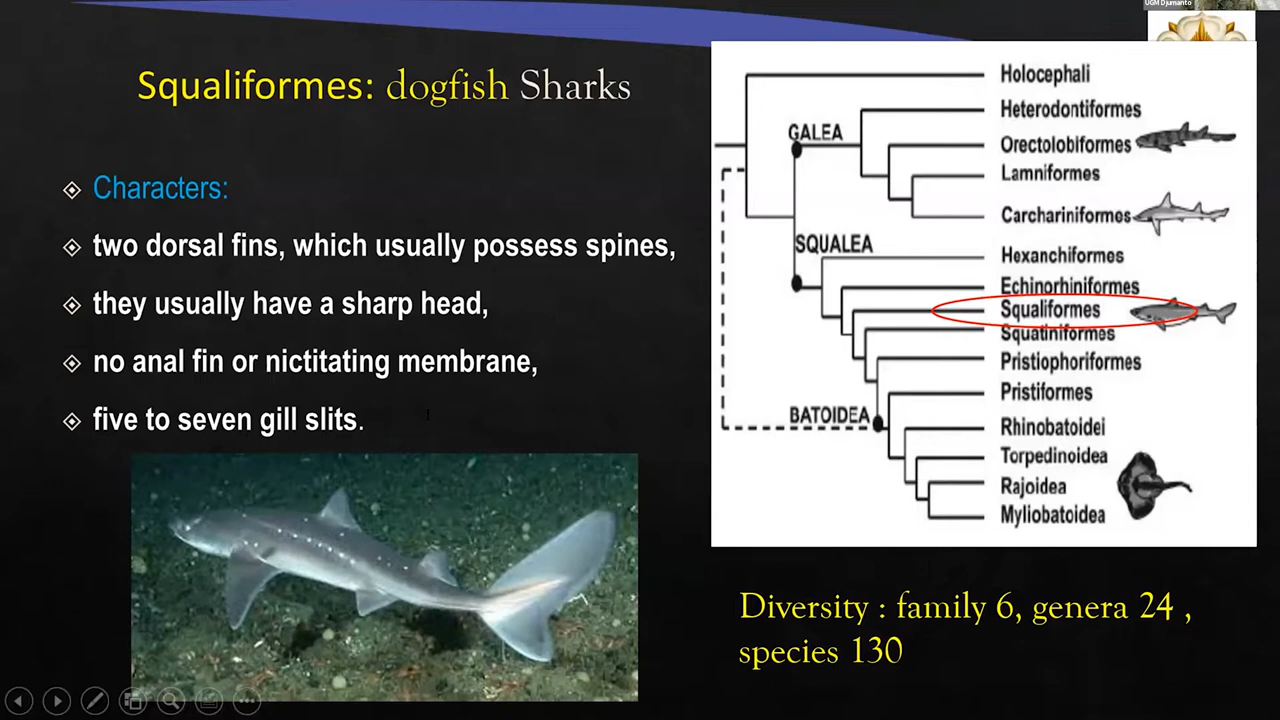 UGM Djumanto
Squaliformes: dogfish Sharks
Characters:
two dorsal fins, which usually possess spines,
they usually have a sharp head,
no anal fin or nictitating membrane,
five to seven gill slits.
Holocephali
Heterodontiformes
GALEA
Orectolobiformes
Lamniformes
Carchariniformes
SQUALEA
Hexanchiformes
Echinorhiniformes
Squaliformes
Squatiniformes
Pristiophoriformes
Pristiformes
BATOIDEA
Rhinobatoidei
Torpedinoidea
Rajoidea
Myliobatoidea
Diversity : family 6, genera 24 ,
species 130